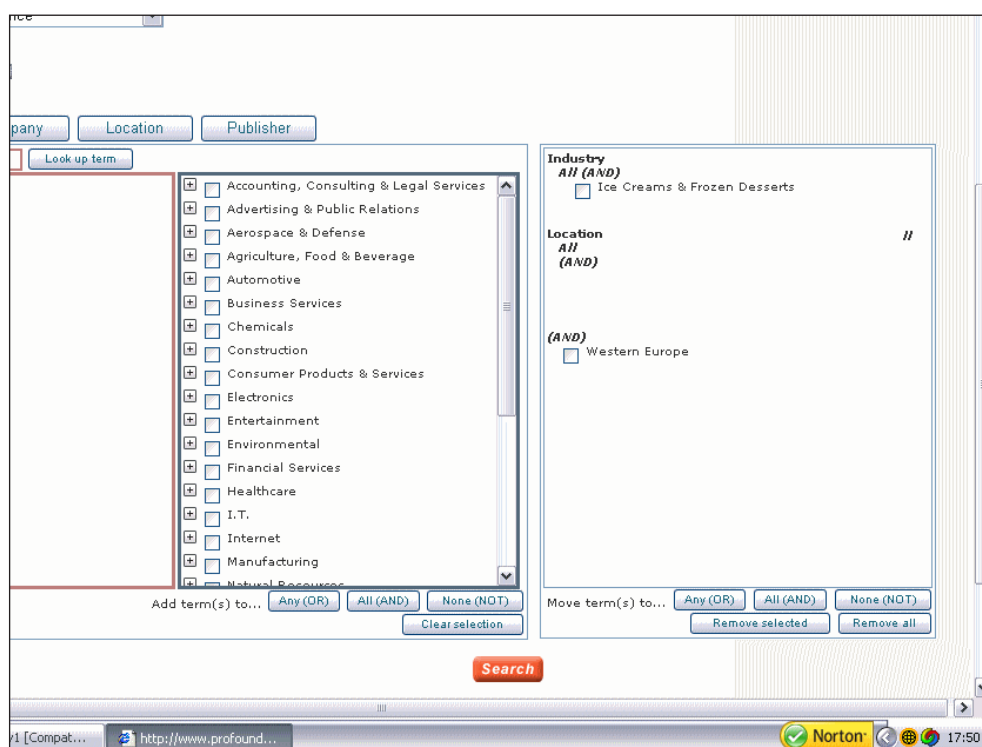 pany
Location
Publisher
Look up term
Accounting, Consulting & Legal Services
Advertising & Public Relations
Aerospace & Defense
Agriculture, Food & Beverage
Automotive
Business Services
Chemicals
Construction
Consumer Products & Services
Electronics
Entertainment
Environmental
Financial Services
Healthcare
I.T.
Internet
Manufacturing
Natural Resources
Add term(s) to... Any (OR) All (AND) None (NOT)
Clear selection
Industry
All (AND)
Ice Creams & Frozen Desserts
Location
All
(AND)
(AND)
Western Europe
Move term(s) to... Any (OR) All (AND) None (NOT)
Remove selected Remove all
Search
v1 [Compat...
http://www.profound...
Norton
17:50